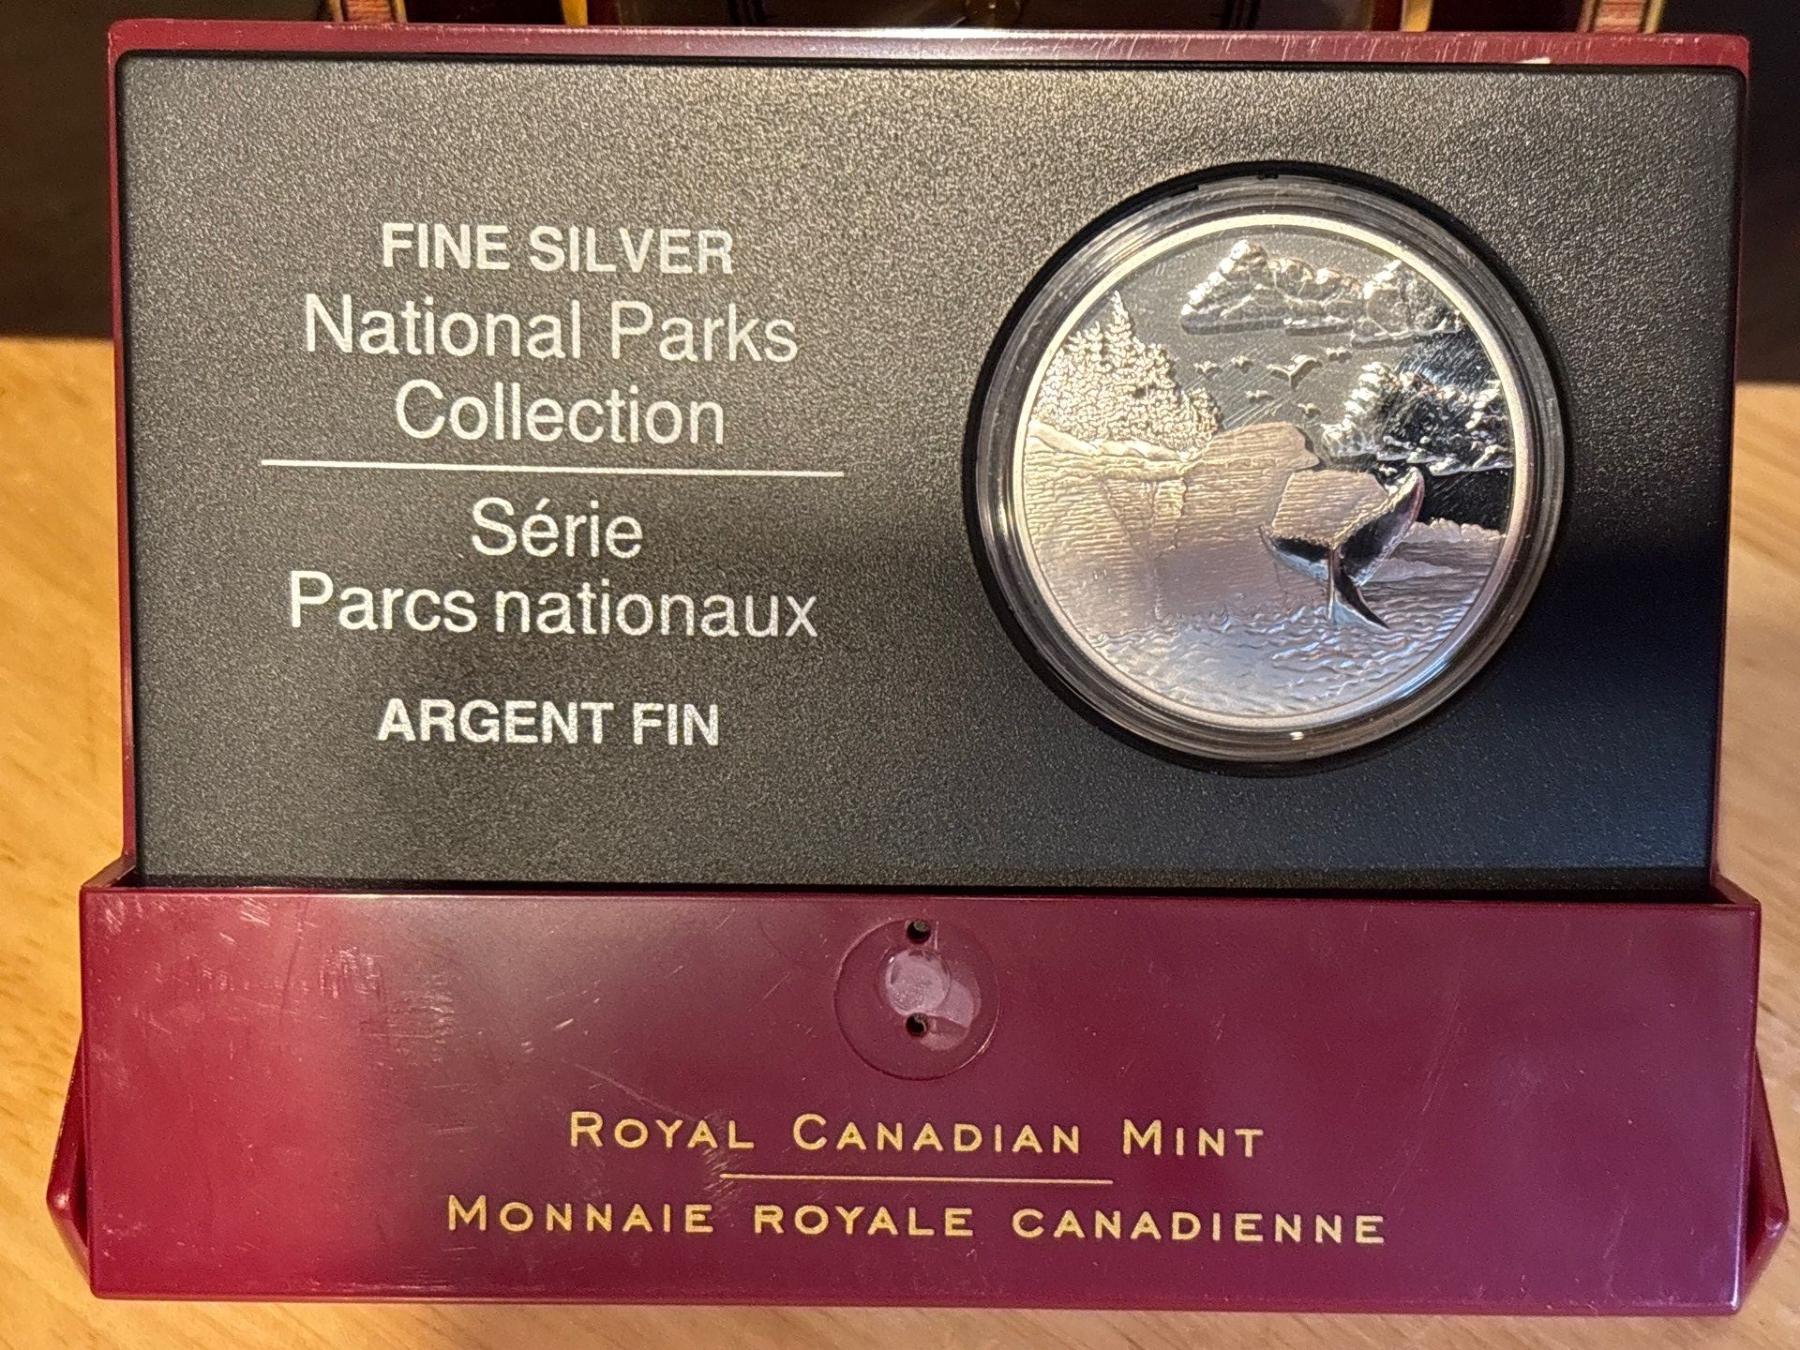 FINE SILVER
National Parks
Collection
Série
Parcs nationaux
ARGENT FIN
ROYAL CANADIAN MINT
MONNAIE ROYALE CANADIENNE